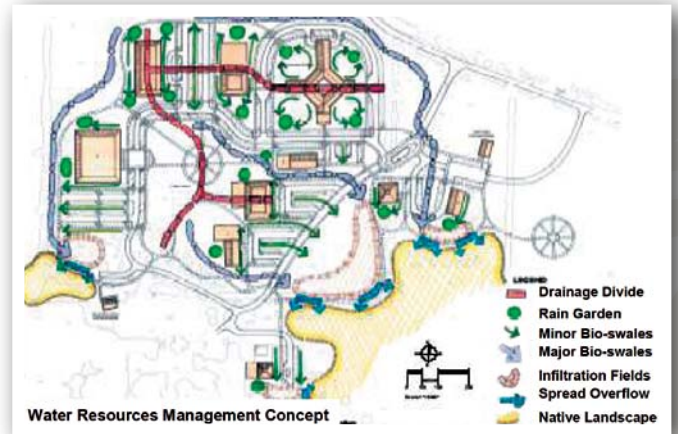 LEGEND
Drainage Divide
Rain Garden
Minor Bio-swales
Major Bio-swales
Infiltration Fields
Spread Overflow
Native Landscape
Water Resources Management Concept